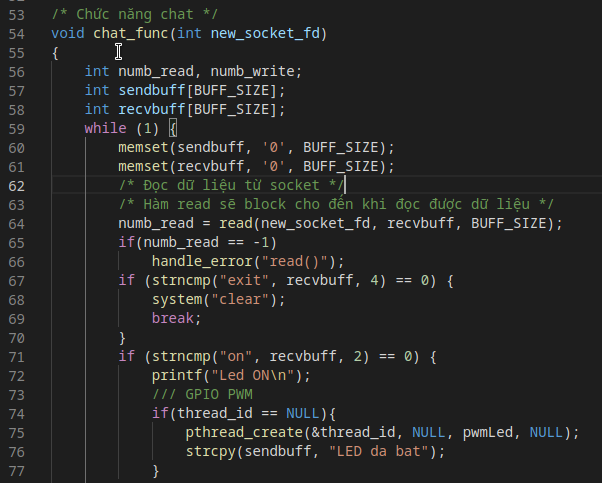 53 /* Chức năng chat */
54 void chat_func(int new_socket_fd)
55 {
56 int numb_read, numb_write;
57 int sendbuff[BUFF_SIZE];
58 int recvbuff[BUFF_SIZE];
59 while (1) {
60 memset(sendbuff, '0', BUFF_SIZE);
61 memset(recvbuff, '0', BUFF_SIZE);
62 /* Đọc dữ liệu từ socket */
63 /* Hàm read sẽ block cho đến khi đọc được dữ liệu */
64 numb_read = read(new_socket_fd, recvbuff, BUFF_SIZE);
65 if(numb_read == -1)
66 handle_error("read()");
67 if (strncmp("exit", recvbuff, 4) == 0) {
68 system("clear");
69 break;
70 }
71 if (strncmp("on", recvbuff, 2) == 0) {
72 printf("Led ON\n");
73 /// GPIO PWM
74 if(thread_id == NULL){
75 pthread_create(&thread_id, NULL, pwmLed, NULL);
76 strcpy(sendbuff, "LED da bat");
77 }